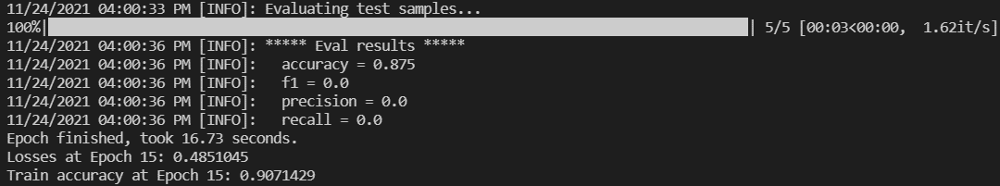 11/24/2021 04:00:33 PM [INFO]: Evaluating test samples...
100%|██████████| 5/5 [00:03<00:00,  1.62it/s]
11/24/2021 04:00:36 PM [INFO]: ***** Eval results *****
11/24/2021 04:00:36 PM [INFO]:   accuracy = 0.875
11/24/2021 04:00:36 PM [INFO]:   f1 = 0.0
11/24/2021 04:00:36 PM [INFO]:   precision = 0.0
11/24/2021 04:00:36 PM [INFO]:   recall = 0.0
Epoch finished, took 16.73 seconds.
Losses at Epoch 15: 0.4851045
Train accuracy at Epoch 15: 0.9071429